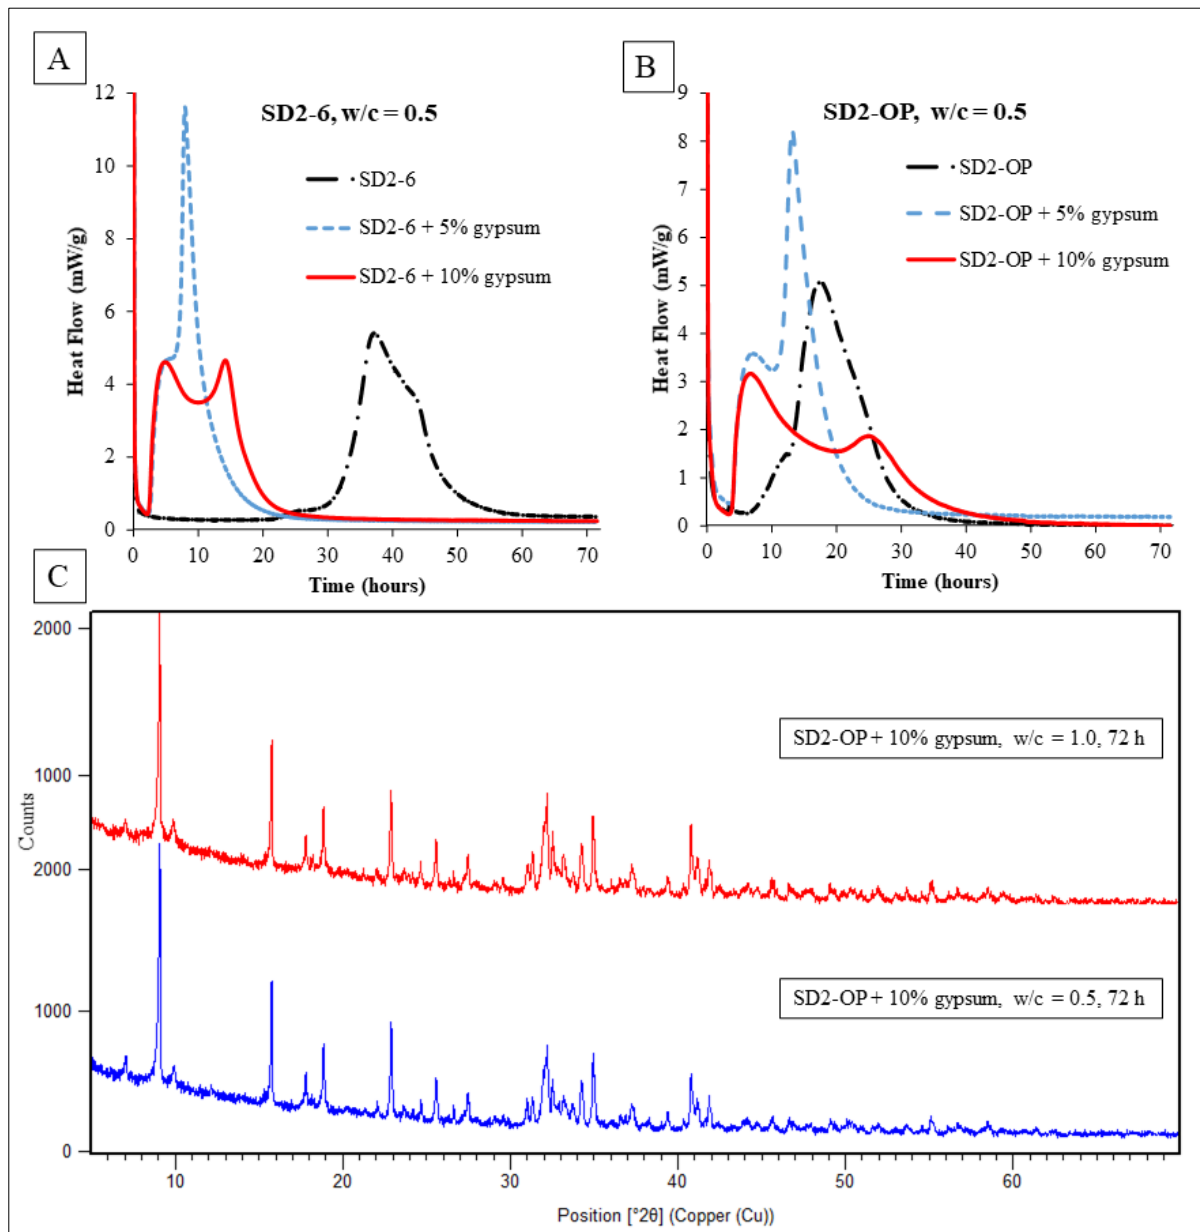 A
SD2-6, w/c = 0.5
SD2-6
SD2-6 + 5% gypsum
SD2-6 + 10% gypsum
Heat Flow (mW/g)
12
10
8
6
4
2
0
0 10 20 30 40 50 60 70
Time (hours)
B
SD2-OP, w/c = 0.5
SD2-OP
SD2-OP + 5% gypsum
SD2-OP + 10% gypsum
Heat Flow (mW/g)
9
8
7
6
5
4
3
2
1
0
0 10 20 30 40 50 60 70
Time (hours)
C
Counts
2000
1000
2000
1000
0
SD2-OP + 10% gypsum, w/c = 1.0, 72 h
SD2-OP + 10% gypsum, w/c = 0.5, 72 h
10 20 30 40 50 60
Position [°2θ] (Copper (Cu))